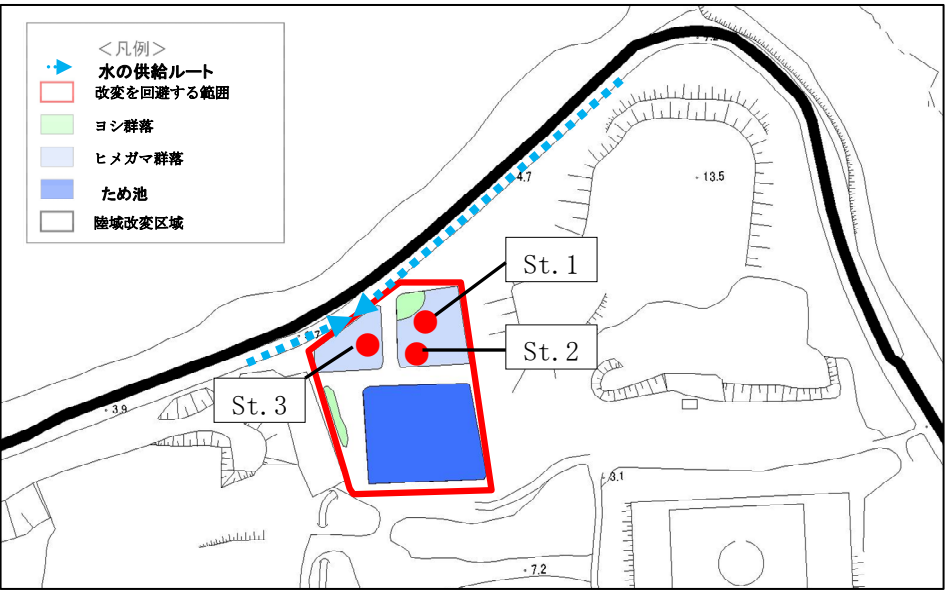 <凡例>
水の供給ルート
改変を回避する範囲
ヨシ群落
ヒメガマ群落
ため池
陸域改変区域
4.7
13.5
St.1
St.2
St.3
3.9
3.1
7.2